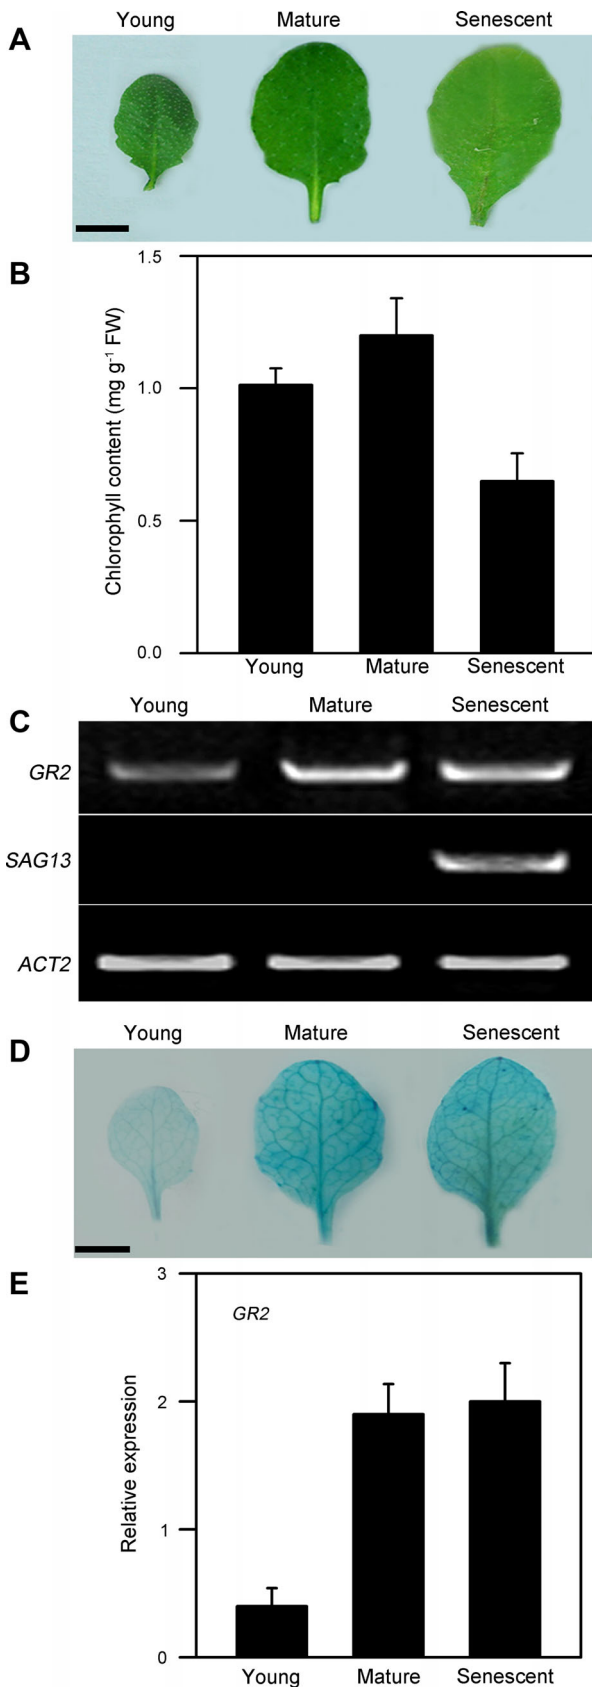 Young Mature Senescent
A
B
1.5
1.0
0.5
0.0
Chlorophyll content (mg g⁻¹ FW)
Young Mature Senescent
C
Young Mature Senescent
GR2
SAG13
ACT2
D
Young Mature Senescent
E
3
2
1
0
Relative expression
GR2
Young Mature Senescent